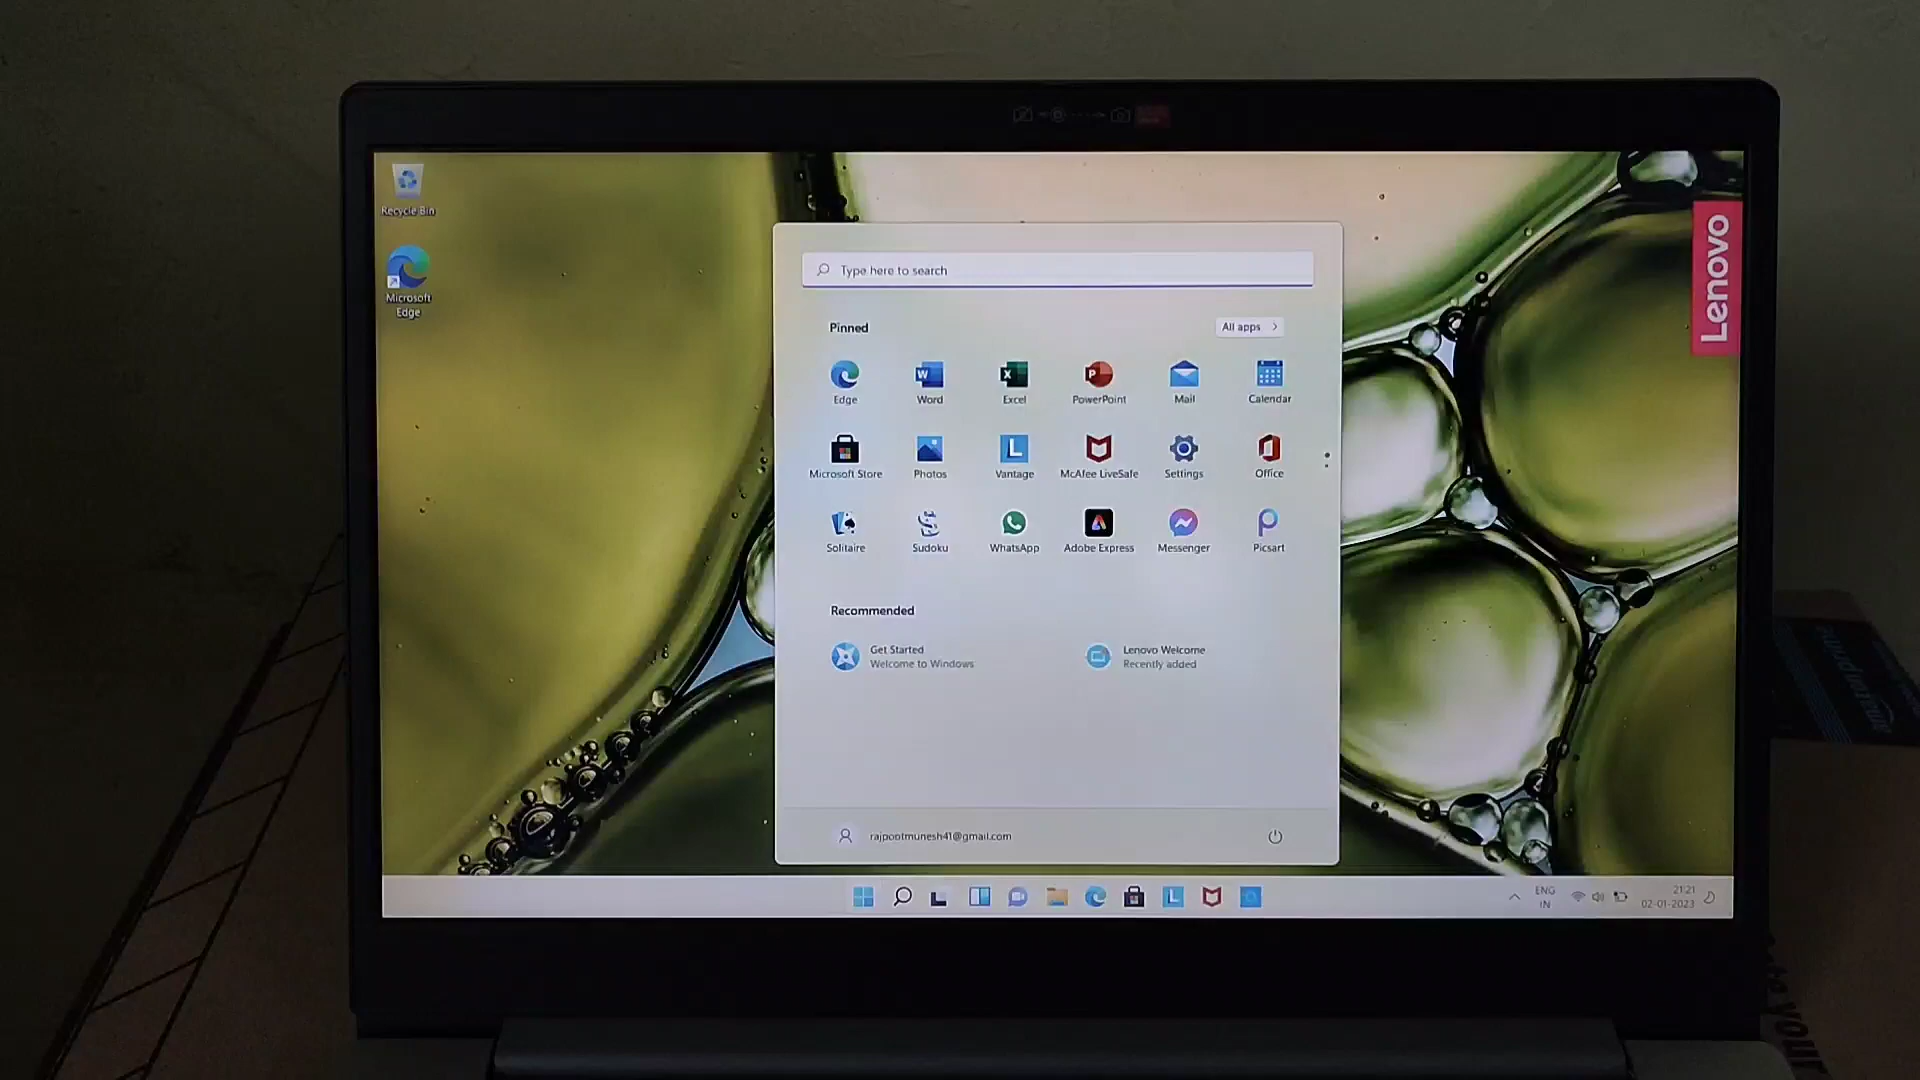 Recycle Bin
Microsoft
Edge
Lenovo
Type here to search
Pinned
All apps
Edge
Word
Excel
PowerPoint
Mail
Calendar
Microsoft Store
Photos
Vantage
McAfee LiveSafe
Settings
Office
Solitaire
Sudoku
WhatsApp
Adobe Express
Messenger
Picsart
Recommended
Get Started
Welcome to Windows
Lenovo Welcome
Recently added
rajpootmunesh41@gmail.com
ENG
IN
21:21
02-01-2023
amazon prime